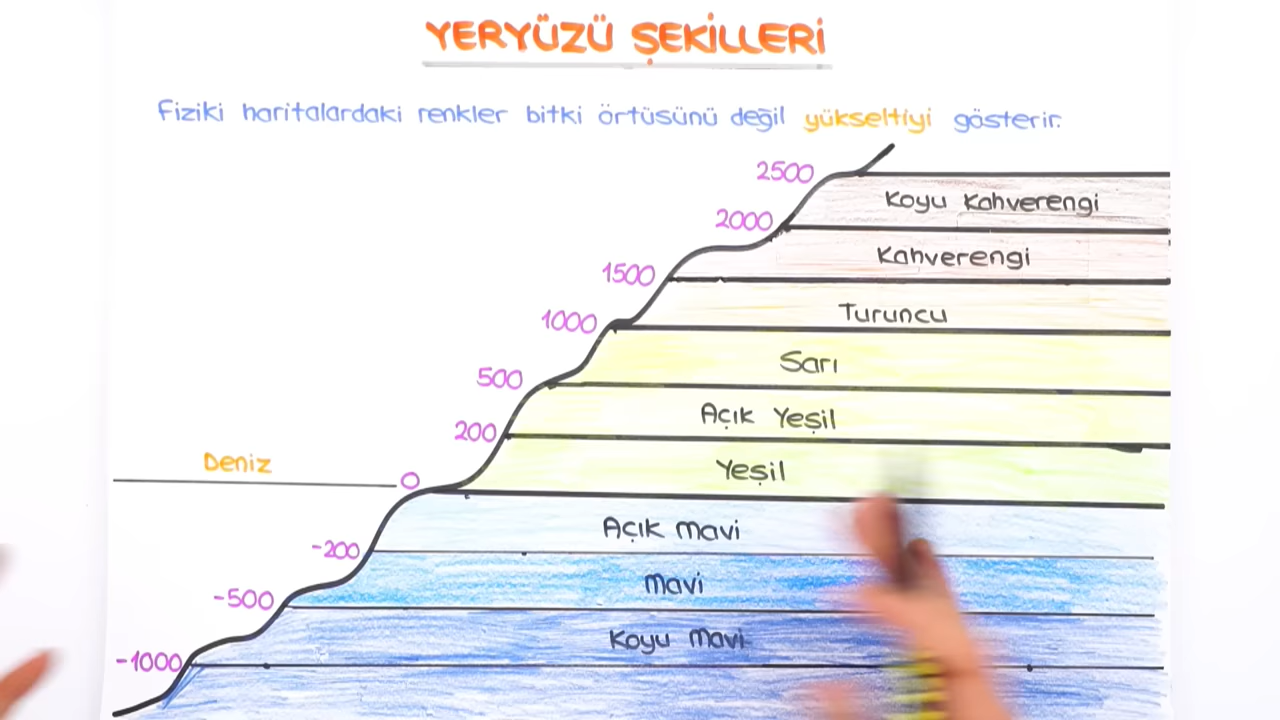 YERYÜZÜ ŞEKİLLERİ
Fiziki haritalardaki renkler bitki örtüsünü değil yükseltiyi gösterir.
2500
Koyu Kahverengi
2000
Kahverengi
1500
Turuncu
1000
Sarı
500
Açık Yeşil
200
Yeşil
Deniz
0
Açık mavi
-200
mavi
-500
Koyu mavi
-1000